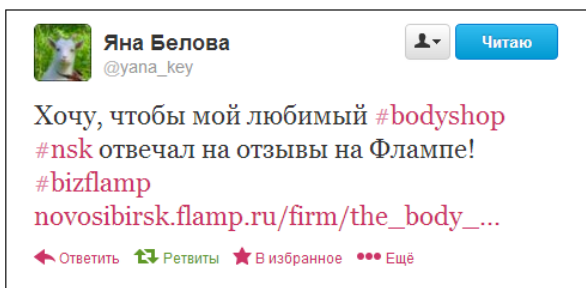 Яна Белова
@yana_key
Читаю
Хочу, чтобы мой любимый #bodyshop
#nsk отвечал на отзывы на Флампе!
#bizflamp
novosibirsk.flamp.ru/firm/the_body_...
Ответить Ретвиты В избранное Ещё